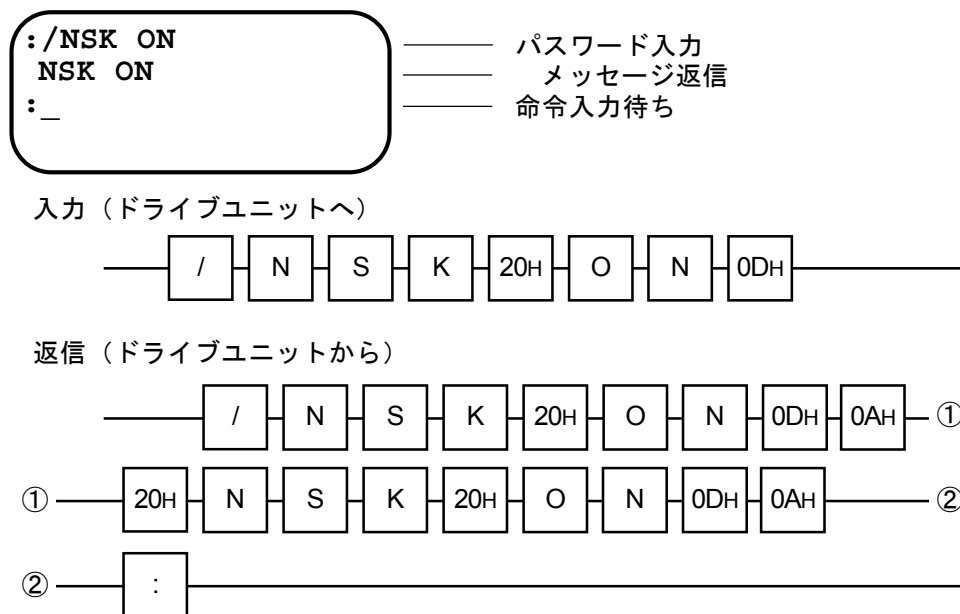 :/NSK ON パスワード入力
NSK ON メッセージ返信
:_ 命令入力待ち
入力（ドライブユニットへ）
/ N S K 20H O N 0DH
返信（ドライブユニットから）
/ N S K 20H O N 0DH 0AH ①
① 20H N S K 20H O N 0DH 0AH ②
② :